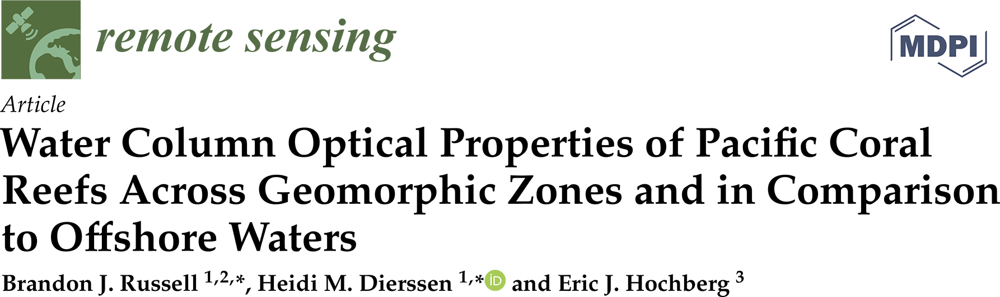 remote sensing
MDPI
Article
Water Column Optical Properties of Pacific Coral
Reefs Across Geomorphic Zones and in Comparison
to Offshore Waters
Brandon J. Russell 1,2,*, Heidi M. Dierssen 1,* iD and Eric J. Hochberg 3